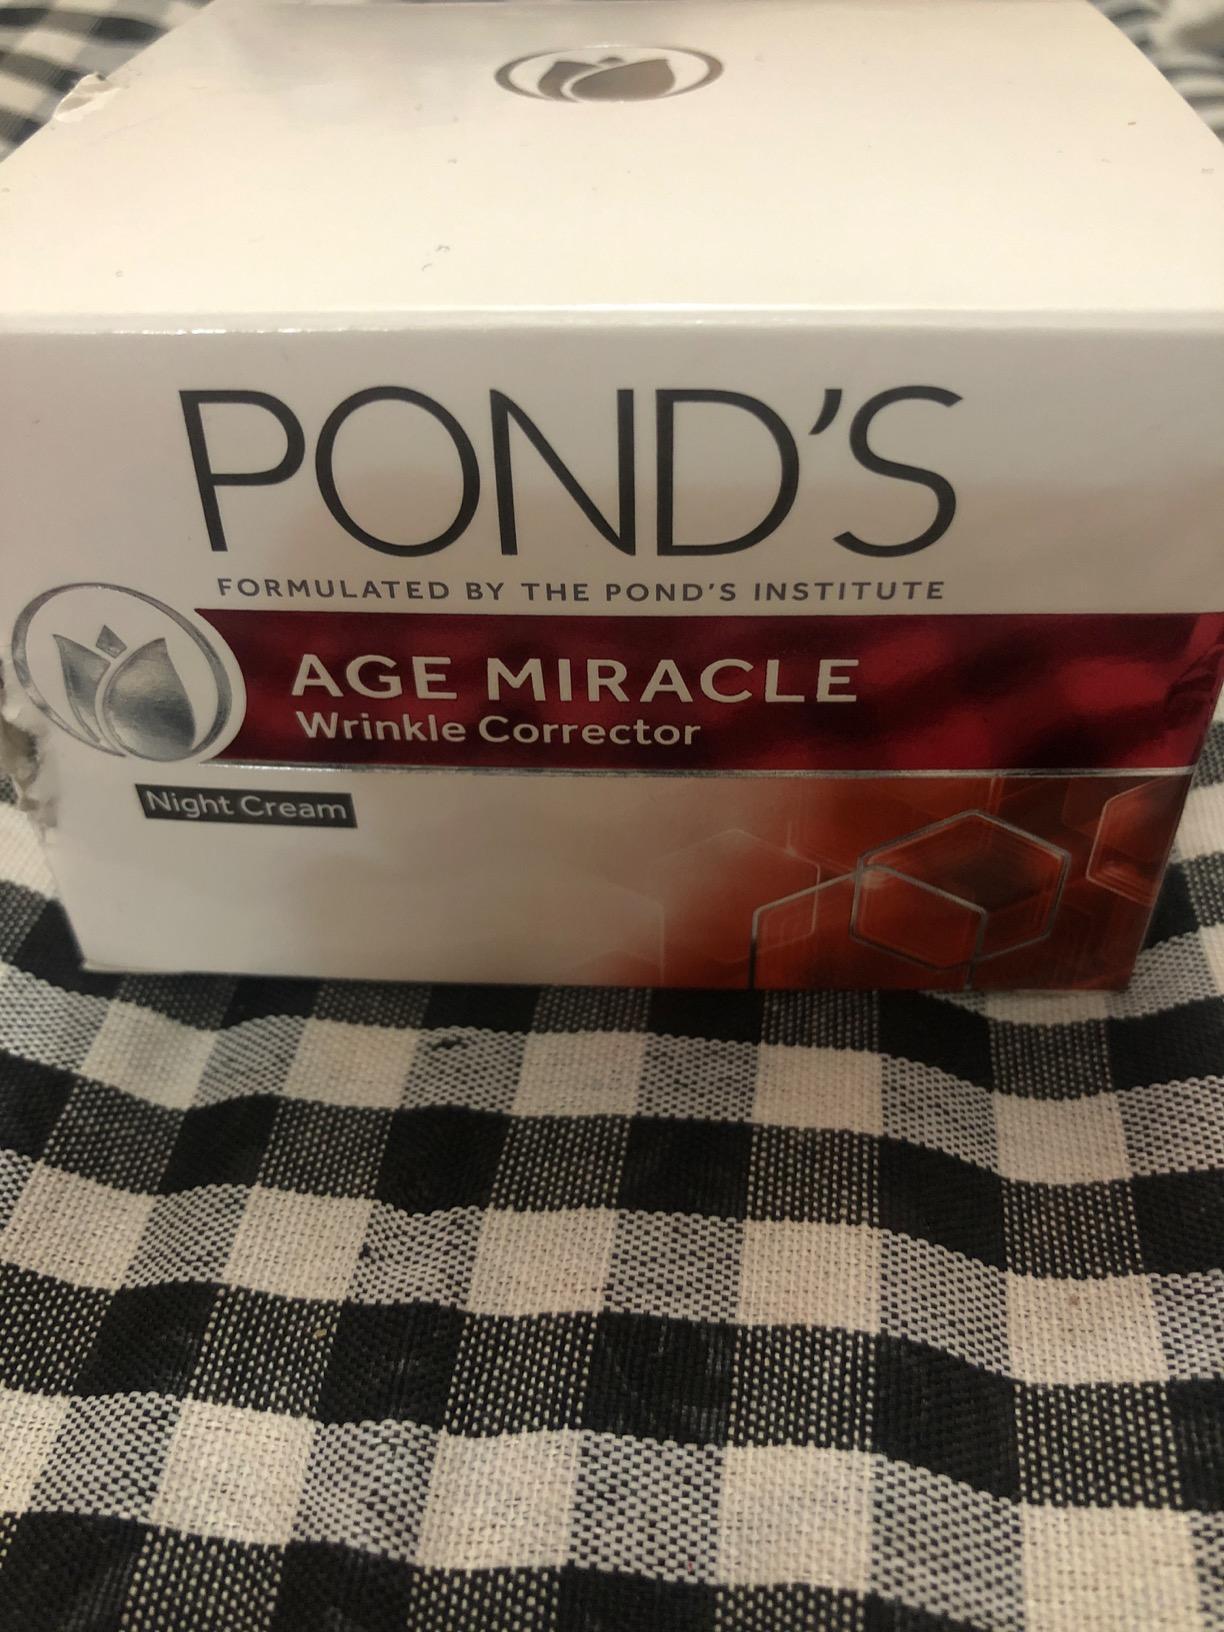 POND'S
FORMULATED BY THE POND'S INSTITUTE
AGE MIRACLE
Wrinkle Corrector
Night Cream